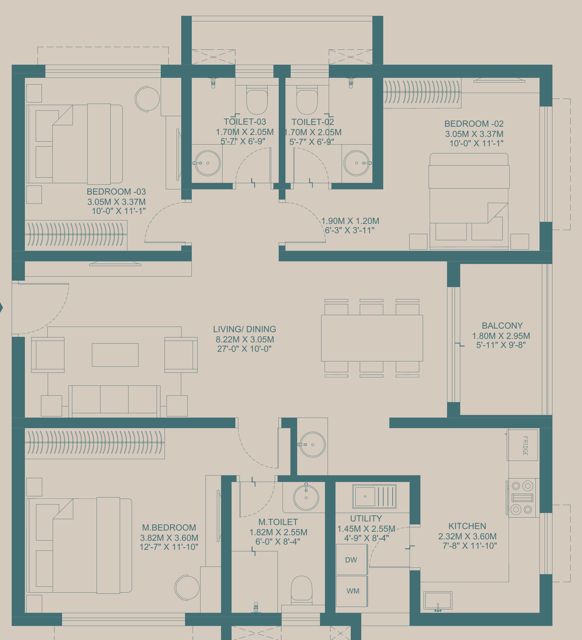 TOILET-03
1.70M X 2.05M
5'-7" X 6'-9"
TOILET-02
1.70M X 2.05M
5'-7" X 6'-9"
BEDROOM -02
3.05M X 3.37M
10'-0" X 11'-1"
BEDROOM -03
3.05M X 3.37M
10'-0" X 11'-1"
1.90M X 1.20M
6'-3" X 3'-11"
LIVING/ DINING
8.22M X 3.05M
27'-0" X 10'-0"
BALCONY
1.80M X 2.95M
5'-11" X 9'-8"
FRIDGE
M.BEDROOM
3.82M X 3.60M
12'-7" X 11'-10"
M.TOILET
1.82M X 2.55M
6'-0" X 8'-4"
UTILITY
1.45M X 2.55M
4'-9" X 8'-4"
KITCHEN
2.32M X 3.60M
7'-8" X 11'-10"
DW
WM